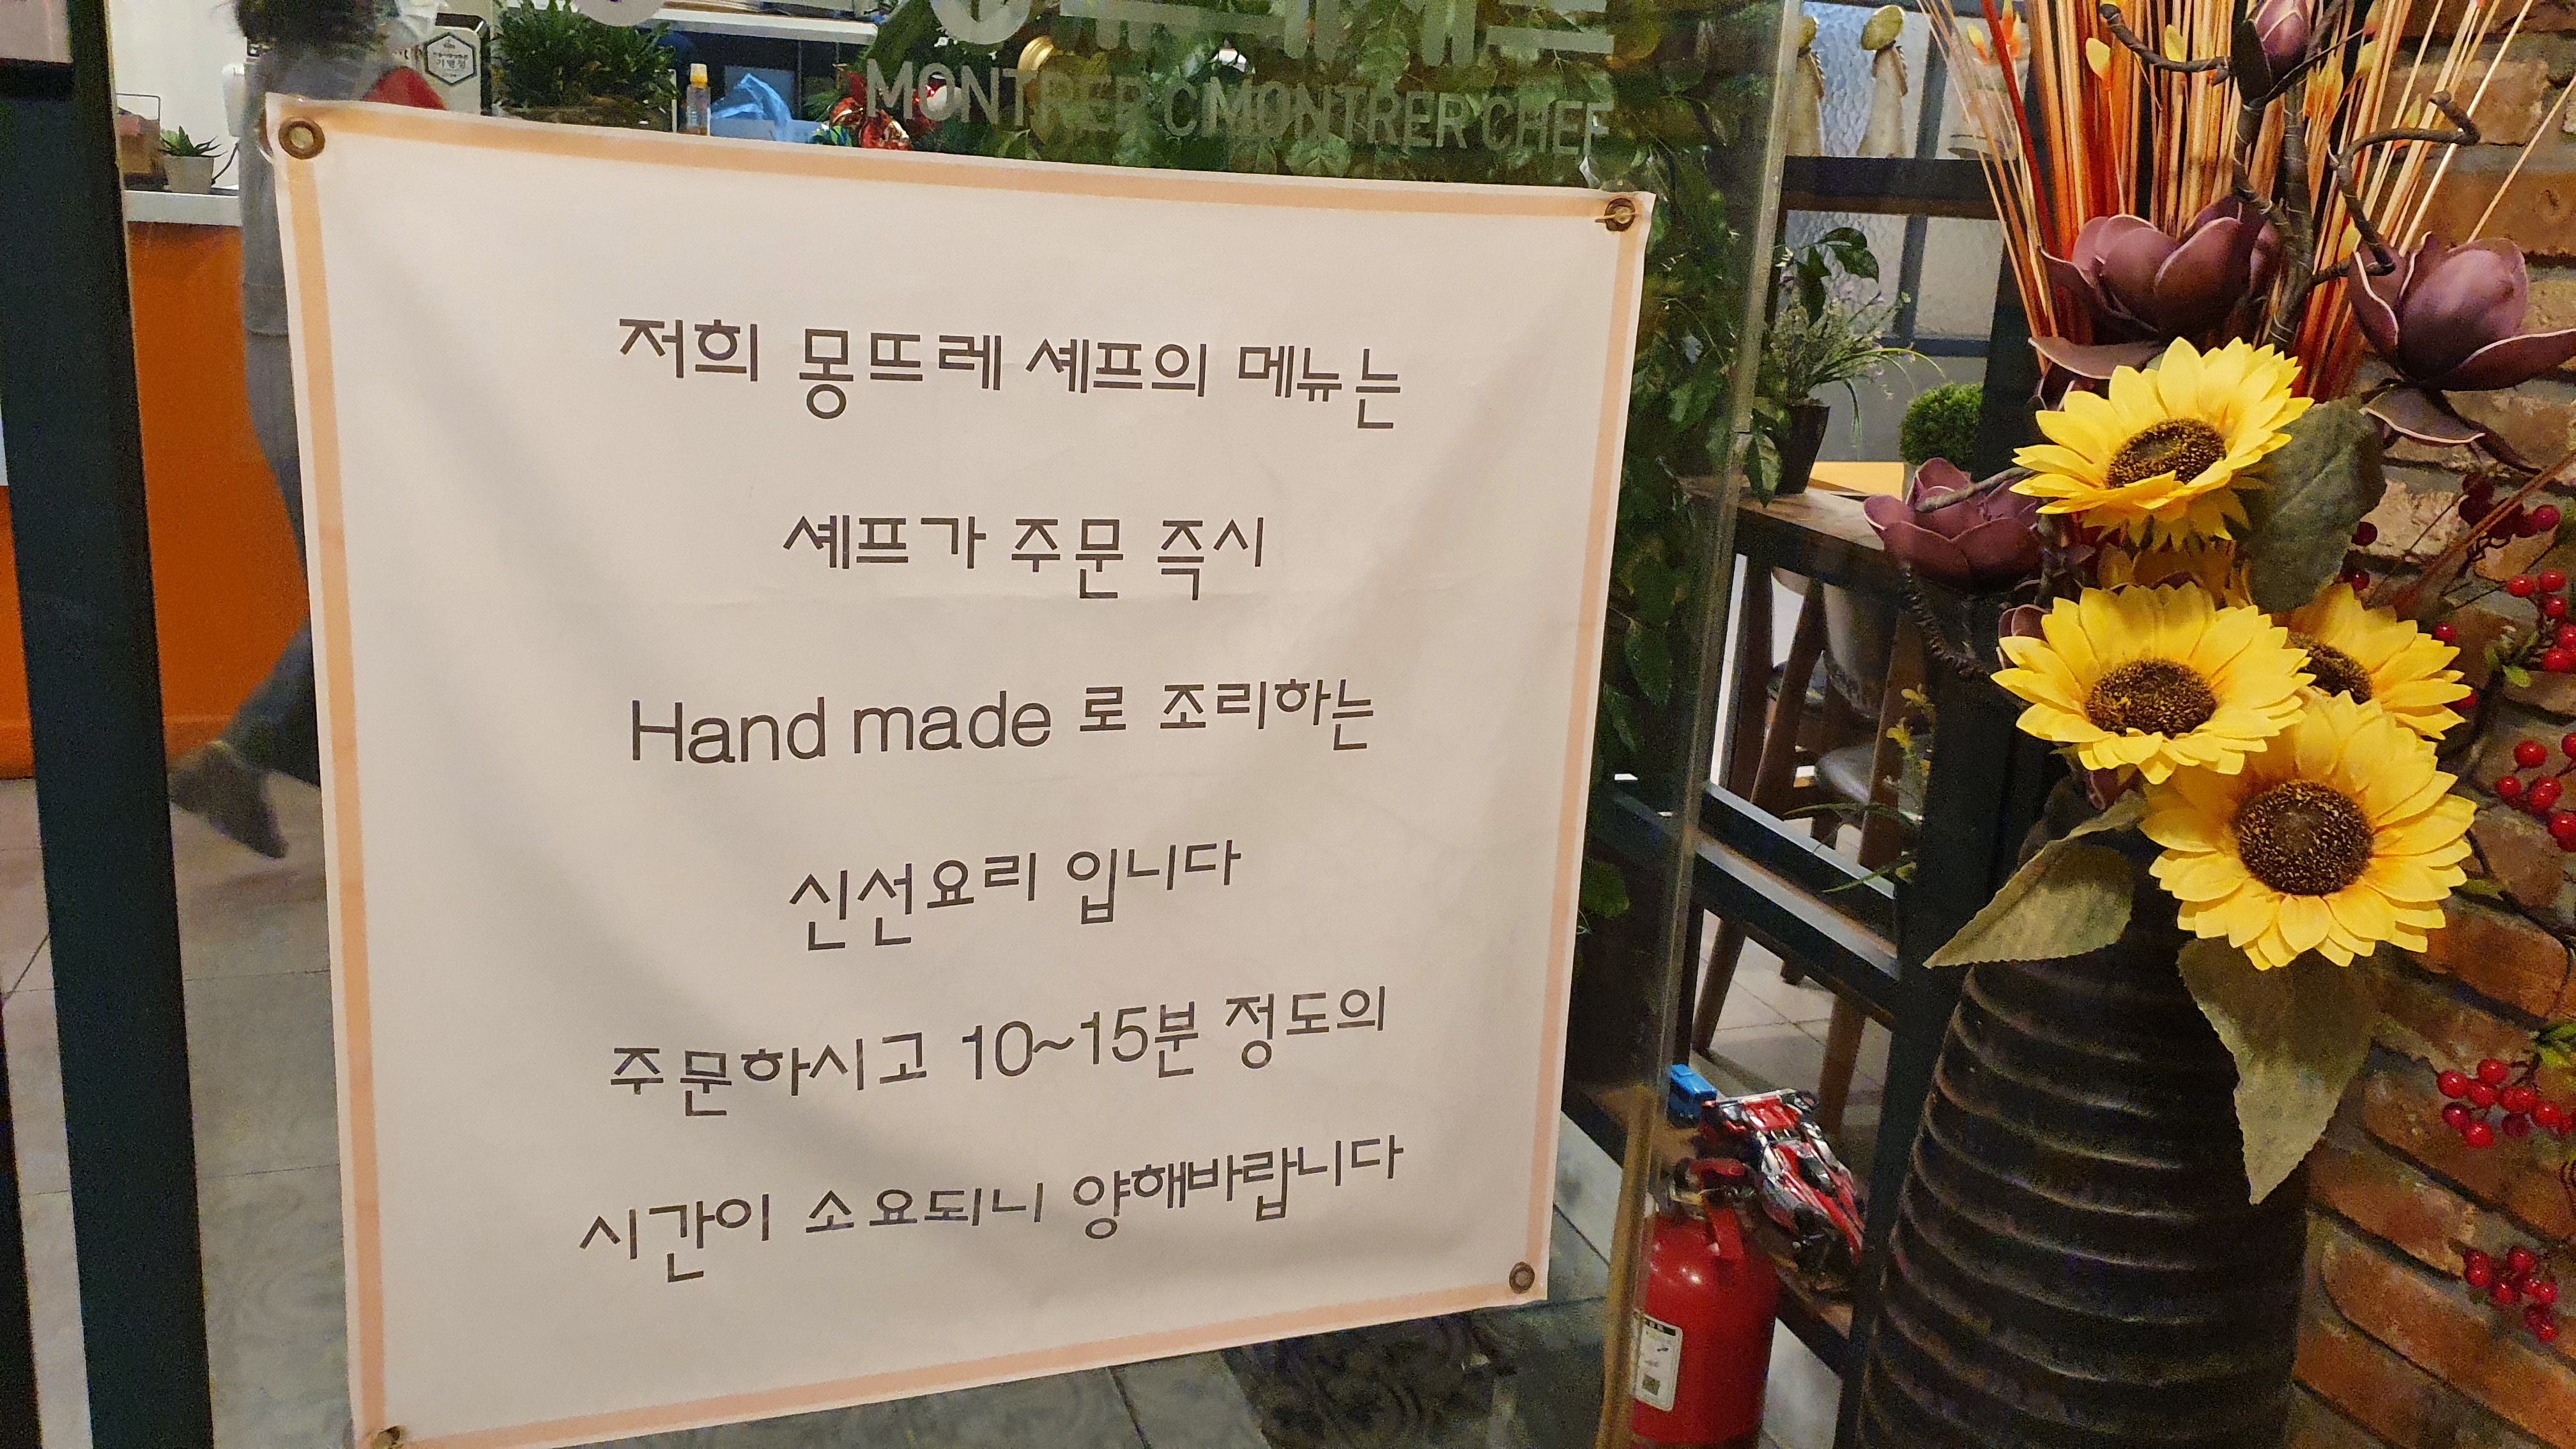 MONTRER CMONTRER CHEF
저희 몽뜨레 셰프의 메뉴는
셰프가 주문 즉시
Hand made 로 조리하는
신선요리 입니다
주문하시고 10~15분 정도의
시간이 소요되니 양해바랍니다